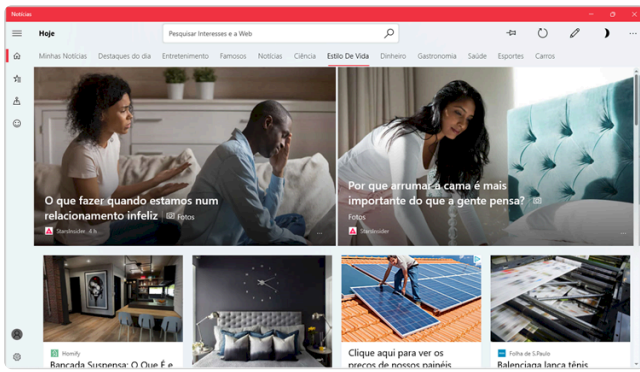 Notícias
Hoje
Pesquisar Interesses e a Web
Minhas Notícias Destaques do dia Entretenimento Famosos Notícias Ciência Estilo De Vida Dinheiro Gastronomia Saúde Esportes Carros
O que fazer quando estamos num
relacionamento infeliz Fotos
StarsInsider, 4 h...
Por que arrumar a cama é mais
importante do que a gente pensa?
Fotos
StarsInsider
Homify
Bancada Suspensa: O Que É e
Clique aqui para ver os
preços de nossos painéis
Folha de S.Paulo
Balenciaga lança tênis